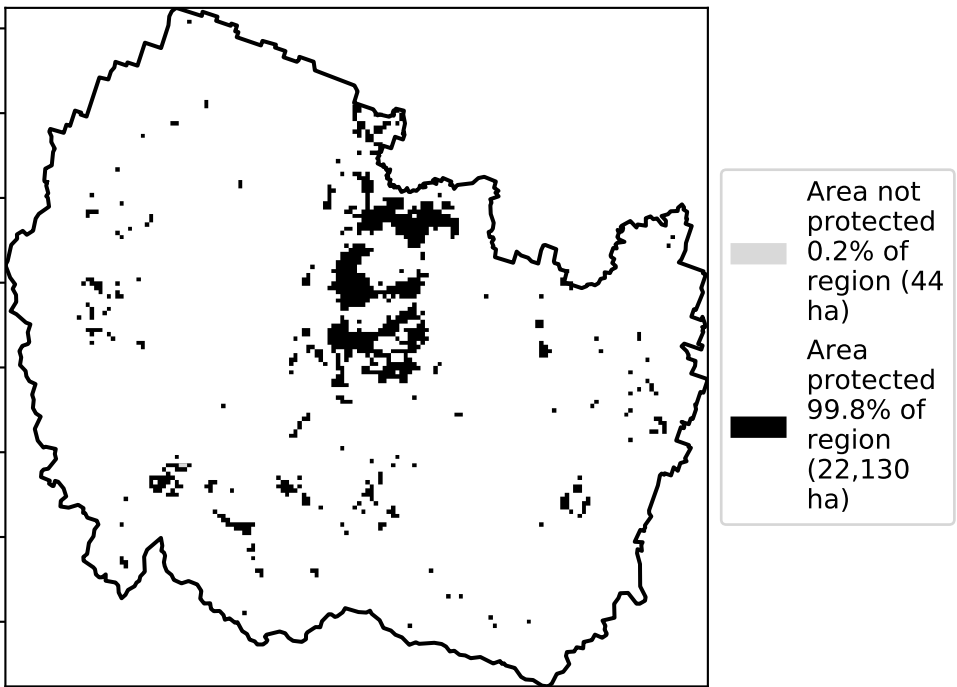 Area not
protected
0.2% of
region (44
ha)
Area
protected
99.8% of
region
(22,130
ha)